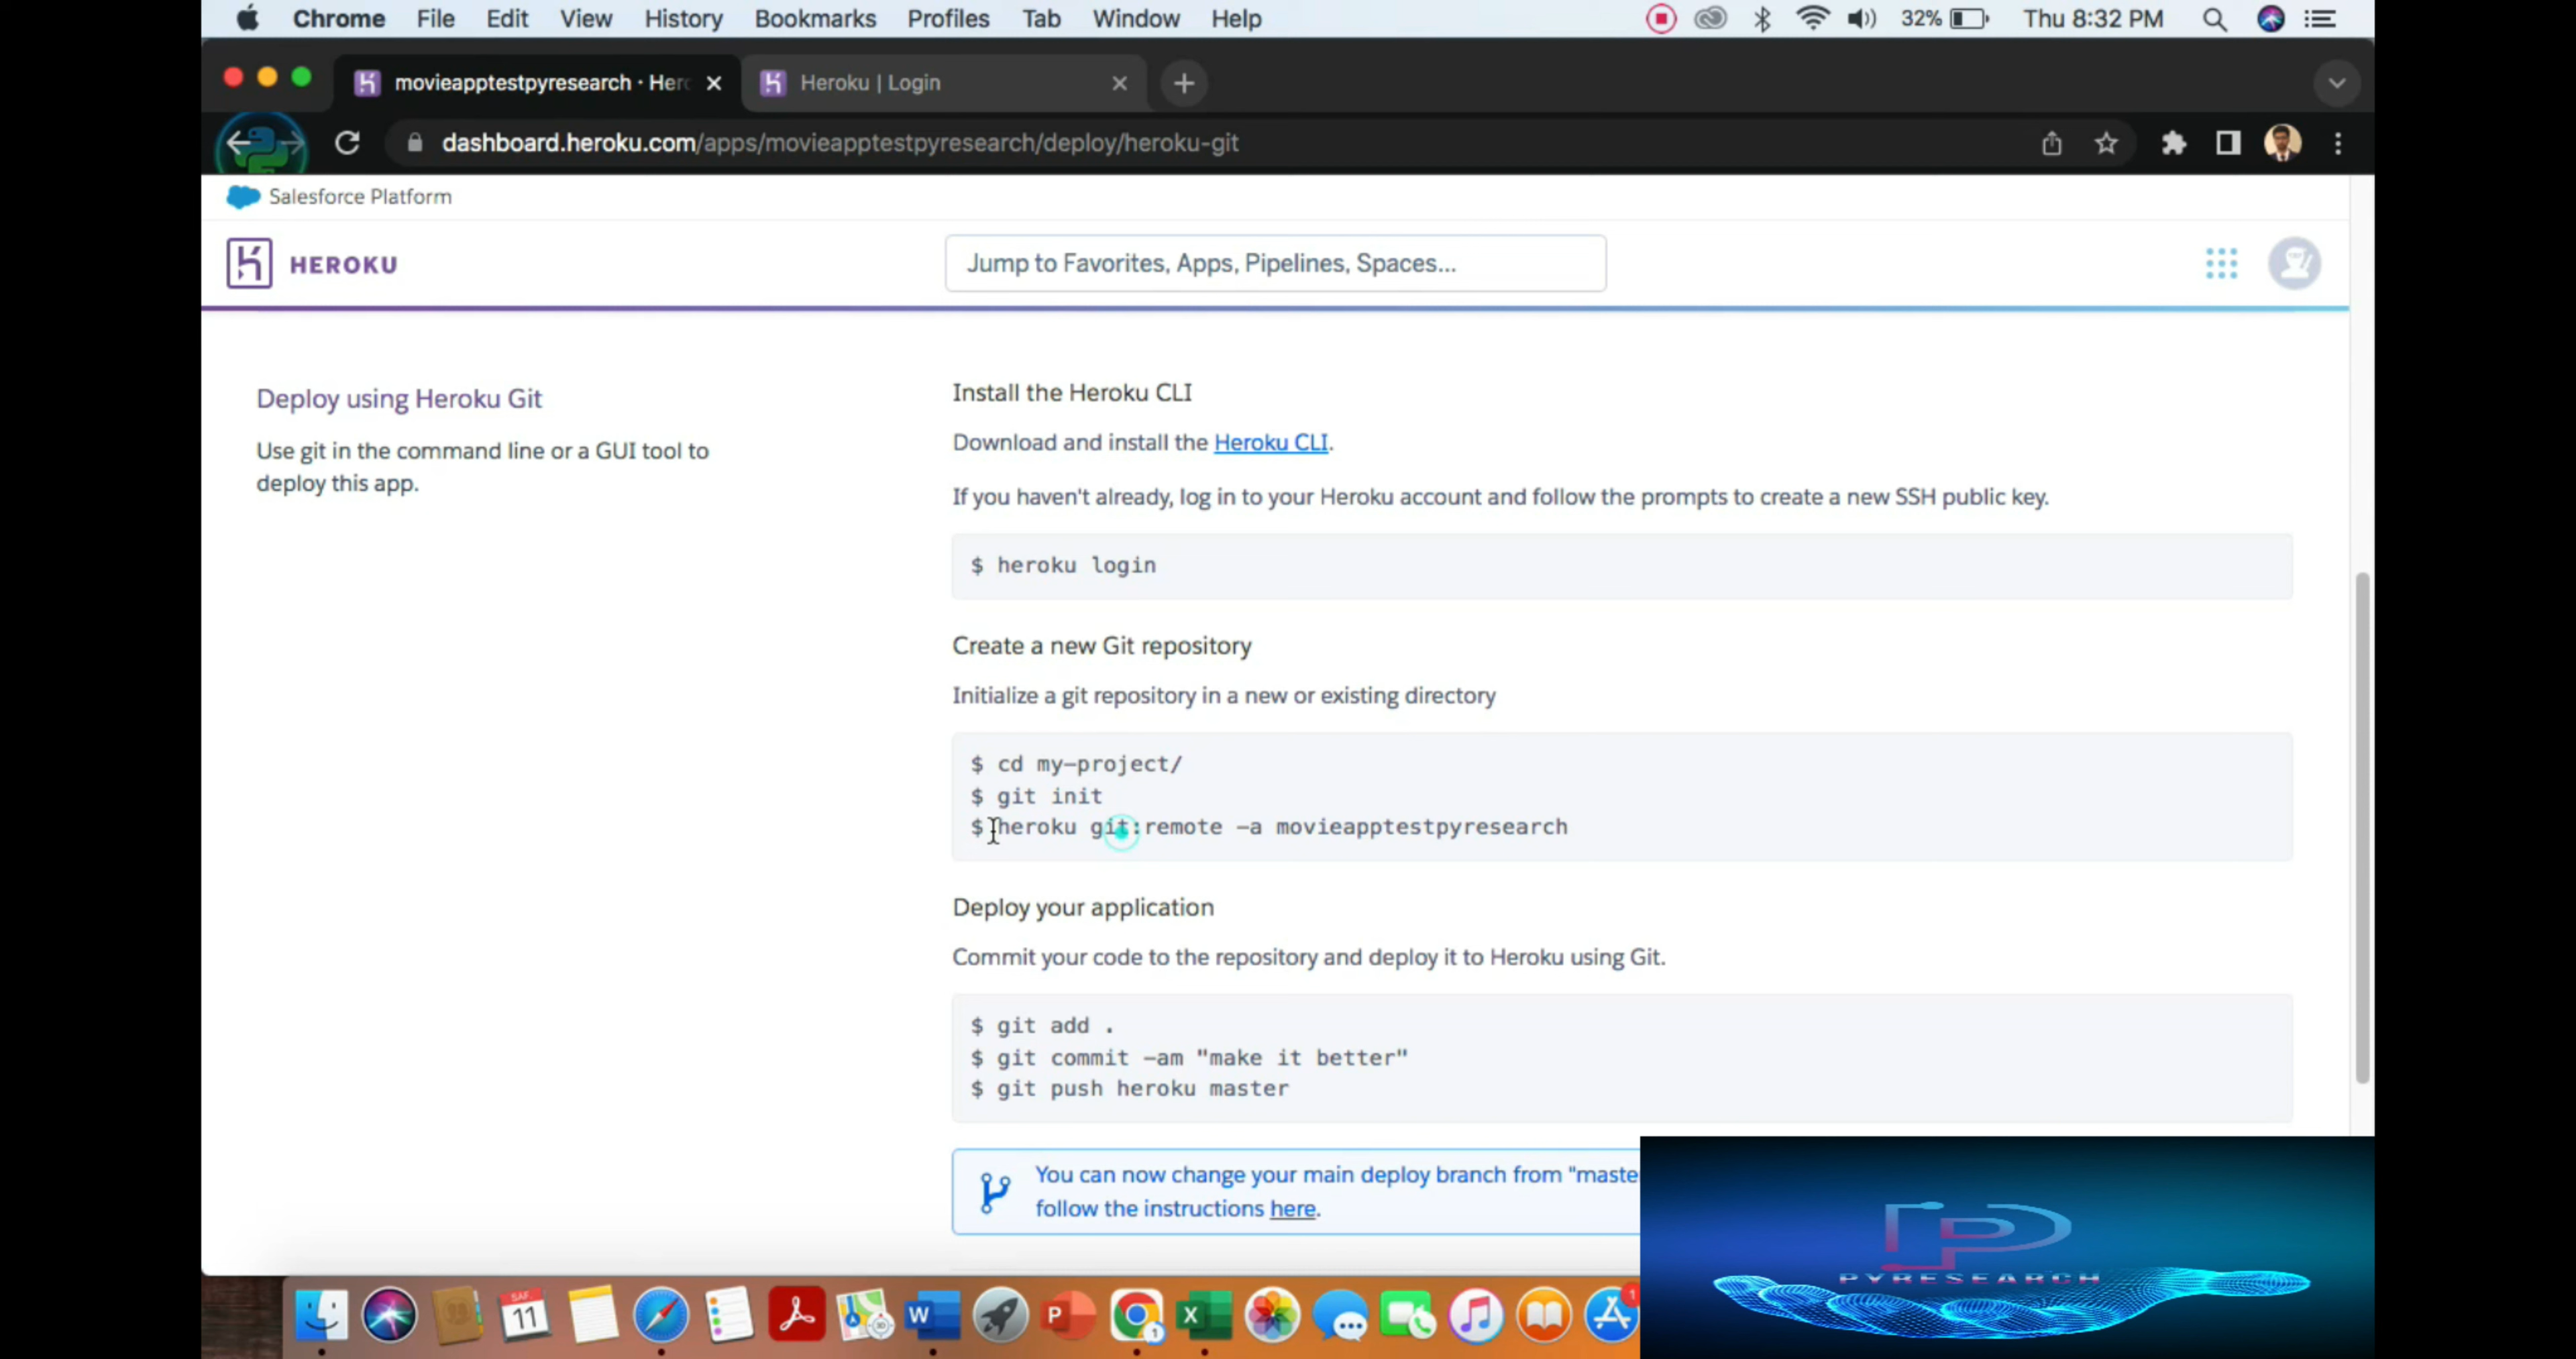 Chrome File Edit View History Bookmarks Profiles Tab Window Help 32% Thu 8:32 PM
movieapptestpyresearch · Hero Heroku | Login
dashboard.heroku.com/apps/movieapptestpyresearch/deploy/heroku-git
Salesforce Platform
HEROKU Jump to Favorites, Apps, Pipelines, Spaces...
Deploy using Heroku Git
Use git in the command line or a GUI tool to
deploy this app.
Install the Heroku CLI
Download and install the Heroku CLI.
If you haven't already, log in to your Heroku account and follow the prompts to create a new SSH public key.
$ heroku login
Create a new Git repository
Initialize a git repository in a new or existing directory
$ cd my-project/
$ git init
$ heroku git:remote -a movieapptestpyresearch
Deploy your application
Commit your code to the repository and deploy it to Heroku using Git.
$ git add .
$ git commit -am "make it better"
$ git push heroku master
You can now change your main deploy branch from "maste
follow the instructions here.
PYRESEARCH
11
W
P
1
X
1